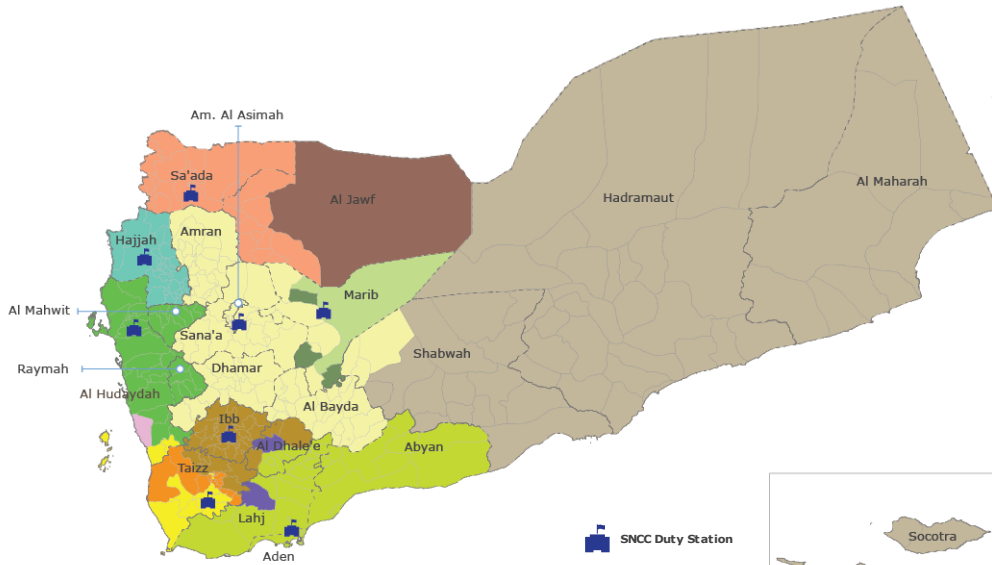 Am. Al Asimah
Sa'ada
Al Jawf
Hadramaut
Al Maharah
Amran
Hajjah
Marib
Al Mahwit
Sana'a
Shabwah
Raymah
Dhamar
Al Hudaydah
Al Bayda
Ibb
Al Dhale'e
Abyan
Taizz
Lahj
Aden
SNCC Duty Station
Socotra